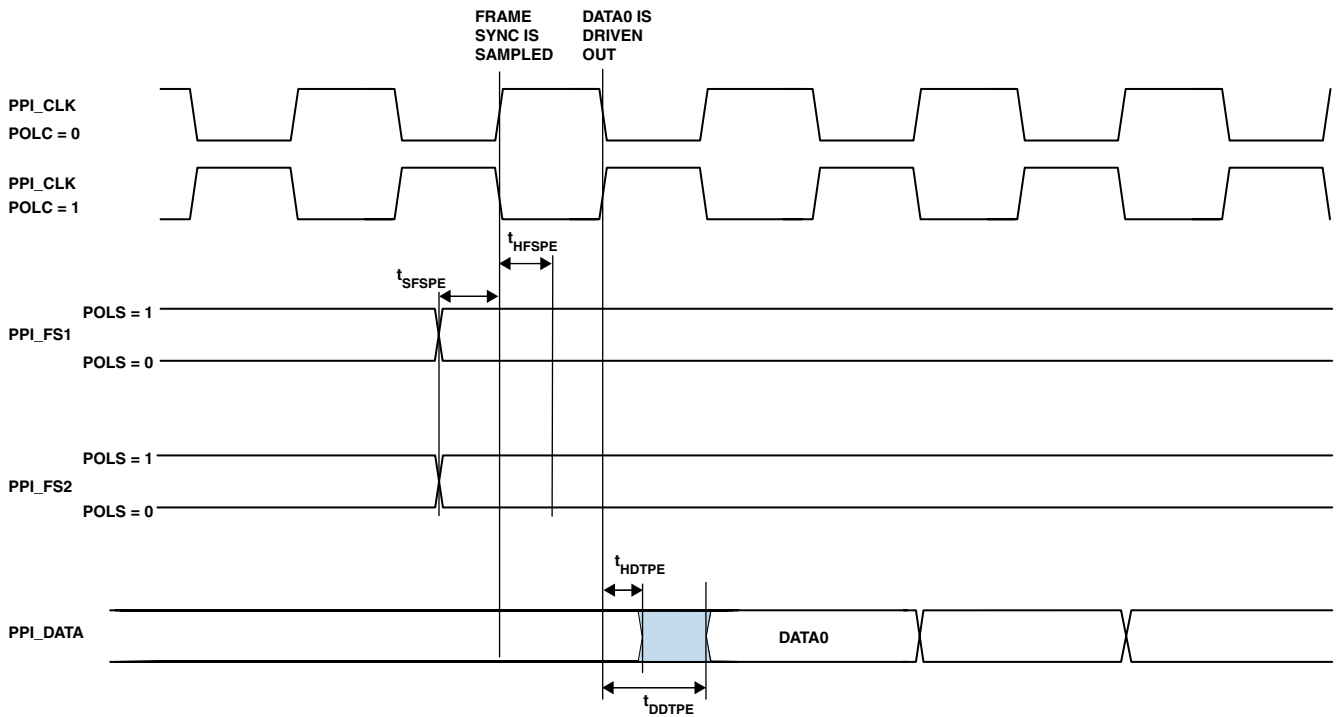 FRAME
SYNC IS
SAMPLED
DATA0 IS
DRIVEN
OUT
PPI_CLK
POLC = 0
PPI_CLK
POLC = 1
tHFSPE
tSFSPE
POLS = 1
PPI_FS1
POLS = 0
POLS = 1
PPI_FS2
POLS = 0
tHDTPE
PPI_DATA
DATA0
tDDTPE